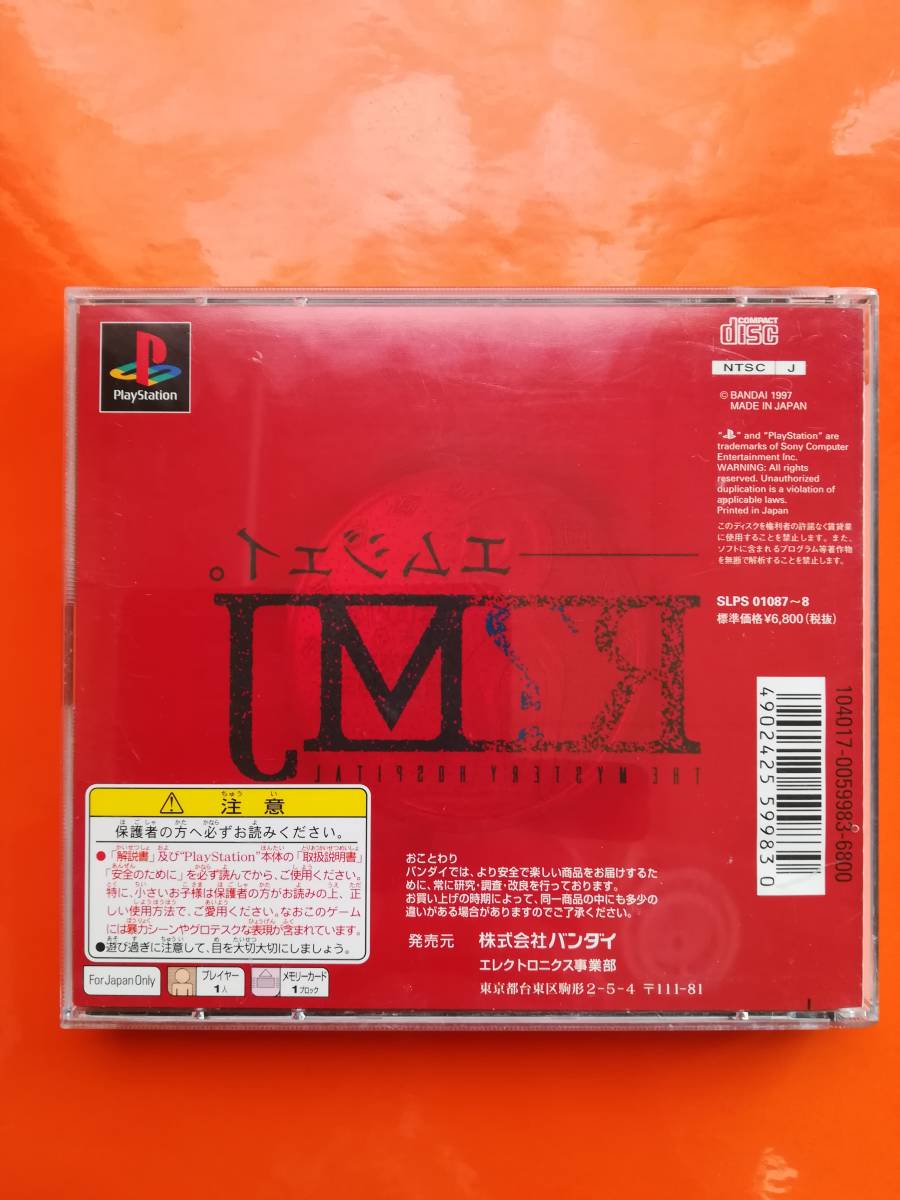 PlayStation
COMPACT
disc
NTSC J
© BANDAI 1997
MADE IN JAPAN
" " and "PlayStation" are
trademarks of Sony Computer
Entertainment Inc.
WARNING: All rights
reserved. Unauthorized
duplication is a violation of
applicable laws.
Printed in Japan
このディスクを権利者の許諾なく賃貸業
に使用することを禁止します。また、
ソフトに含まれるプログラム等著作物
を無断で解析することを禁止します。
SLPS 01087〜8
標準価格¥6,800(税抜)
エムジェイ。
R?MJ
THE MYSTERY HOSPITAL
104017-0059983-6800
4902425 599830
注意
保護者の方へ必ずお読みください。
●「解説書」及び"PlayStation"本体の「取扱説明書」
「安全のために」を必ず読んでから、ご使用ください。
特に、小さいお子様は保護者の方がお読みの上、正
しい使用方法で、ご愛用ください。なおこのゲーム
には暴力シーンやグロテスクな表現が含まれています。
●遊び過ぎに注意して、目を大切大切にしましょう。
For Japan Only
プレイヤー
1人
メモリーカード
1ブロック
おことわり
バンダイでは、より安全で楽しい商品をお届けするた
めに、常に研究・調査・改良を行っております。
お買い上げの時期によって、同一商品の中にも多少の
違いがある場合がありますのでご了承ください。
発売元 株式会社バンダイ
エレクトロニクス事業部
東京都台東区駒形2-5-4 〒111-81